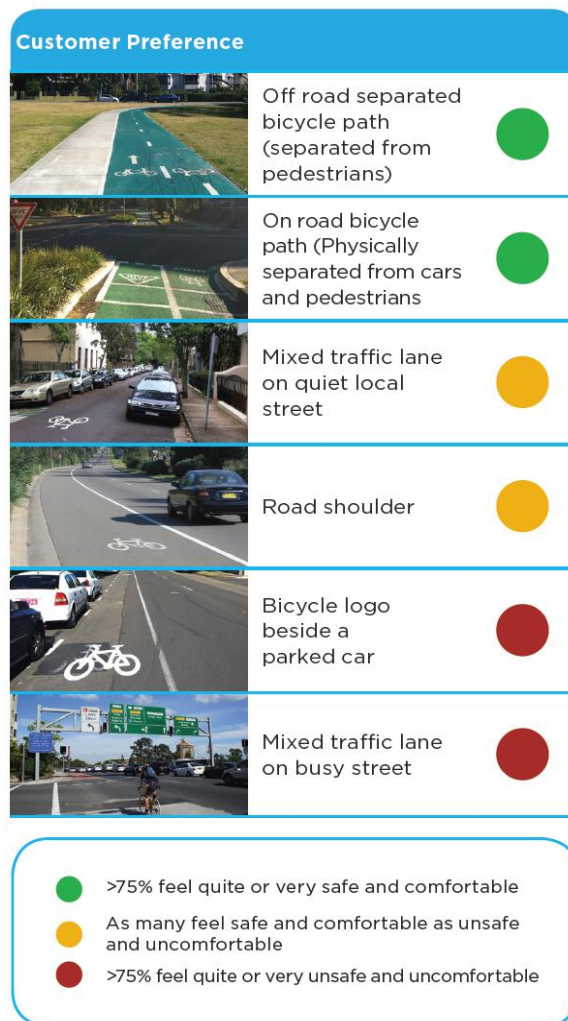 Customer Preference
Off road separated
bicycle path
(separated from
pedestrians)
On road bicycle
path (Physically
separated from cars
and pedestrians
Mixed traffic lane
on quiet local
street
Road shoulder
Bicycle logo
beside a
parked car
Mixed traffic lane
on busy street
>75% feel quite or very safe and comfortable
As many feel safe and comfortable as unsafe
and uncomfortable
>75% feel quite or very unsafe and uncomfortable